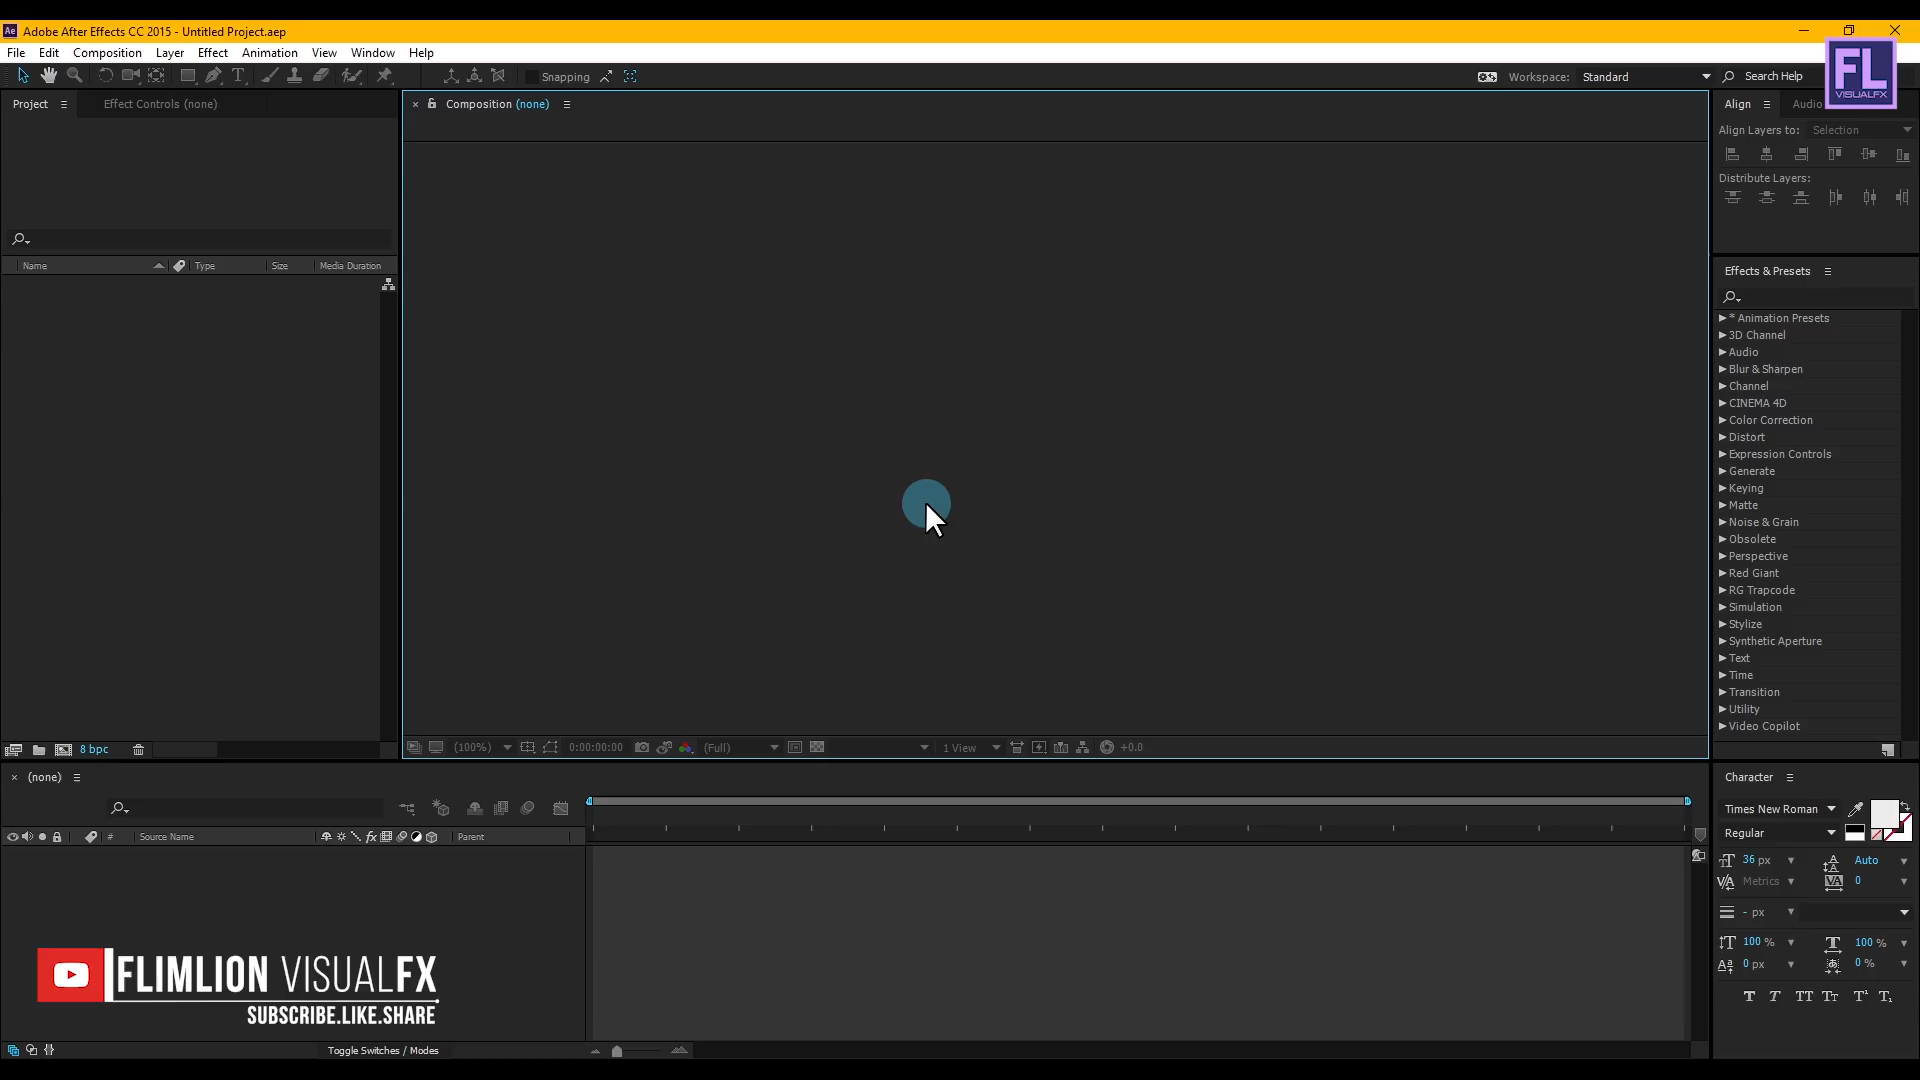 Ae Adobe After Effects CC 2015 - Untitled Project.aep
File Edit Composition Layer Effect Animation View Window Help
T Snapping Workspace: Standard Search Help
FL
VISUALFX
Project Effect Controls (none)
× Composition (none)
Align Audio
Align Layers to: Selection
Distribute Layers:
Name Type Size Media Duration
Effects & Presets
* Animation Presets
3D Channel
Audio
Blur & Sharpen
Channel
CINEMA 4D
Color Correction
Distort
Expression Controls
Generate
Keying
Matte
Noise & Grain
Obsolete
Perspective
Red Giant
RG Trapcode
Simulation
Stylize
Synthetic Aperture
Text
Time
Transition
Utility
Video Copilot
8 bpc
(100%) 0:00:00:00 (Full) 1 View +0.0
× (none)
# Source Name fx Parent
Character
Times New Roman
Regular
36 px Auto
Metrics 0
- px
100 % 100 %
0 px 0 %
T T TT Tт T¹ T₁
FLIMLION VISUALFX
SUBSCRIBE.LIKE.SHARE
Toggle Switches / Modes